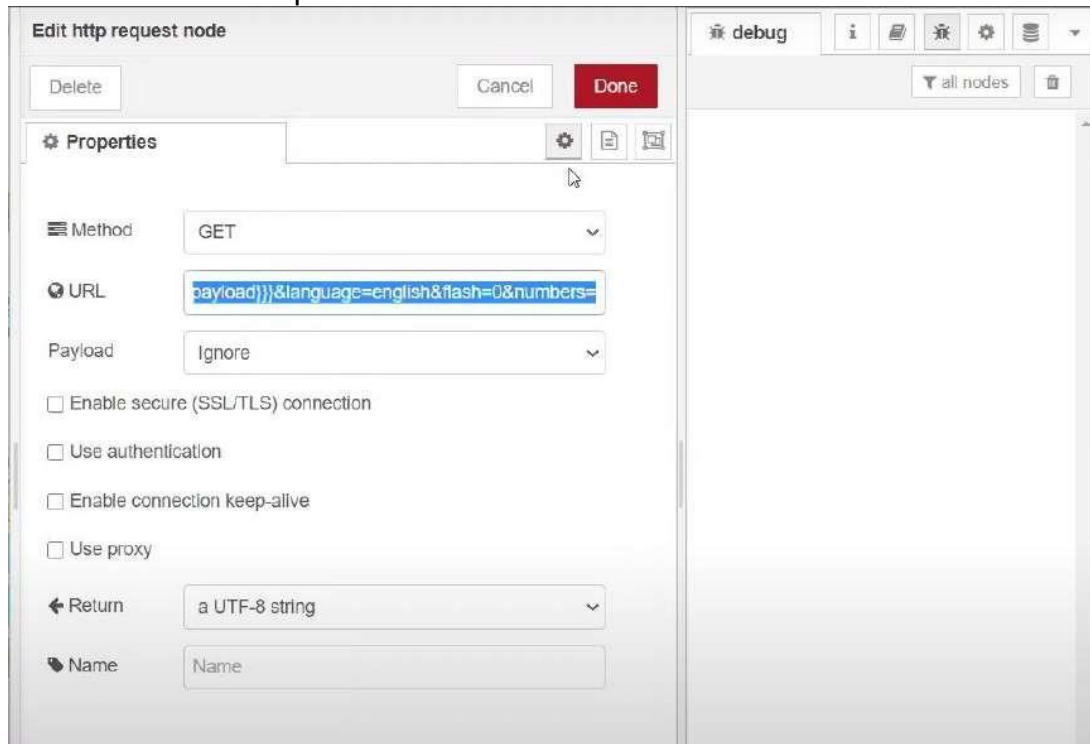 Edit http request node
debug
Delete
Cancel
Done
all nodes
Properties
Method
GET
URL
payload}}}&language=english&flash=0&numbers=
Payload
Ignore
Enable secure (SSL/TLS) connection
Use authentication
Enable connection keep-alive
Use proxy
Return
a UTF-8 string
Name
Name